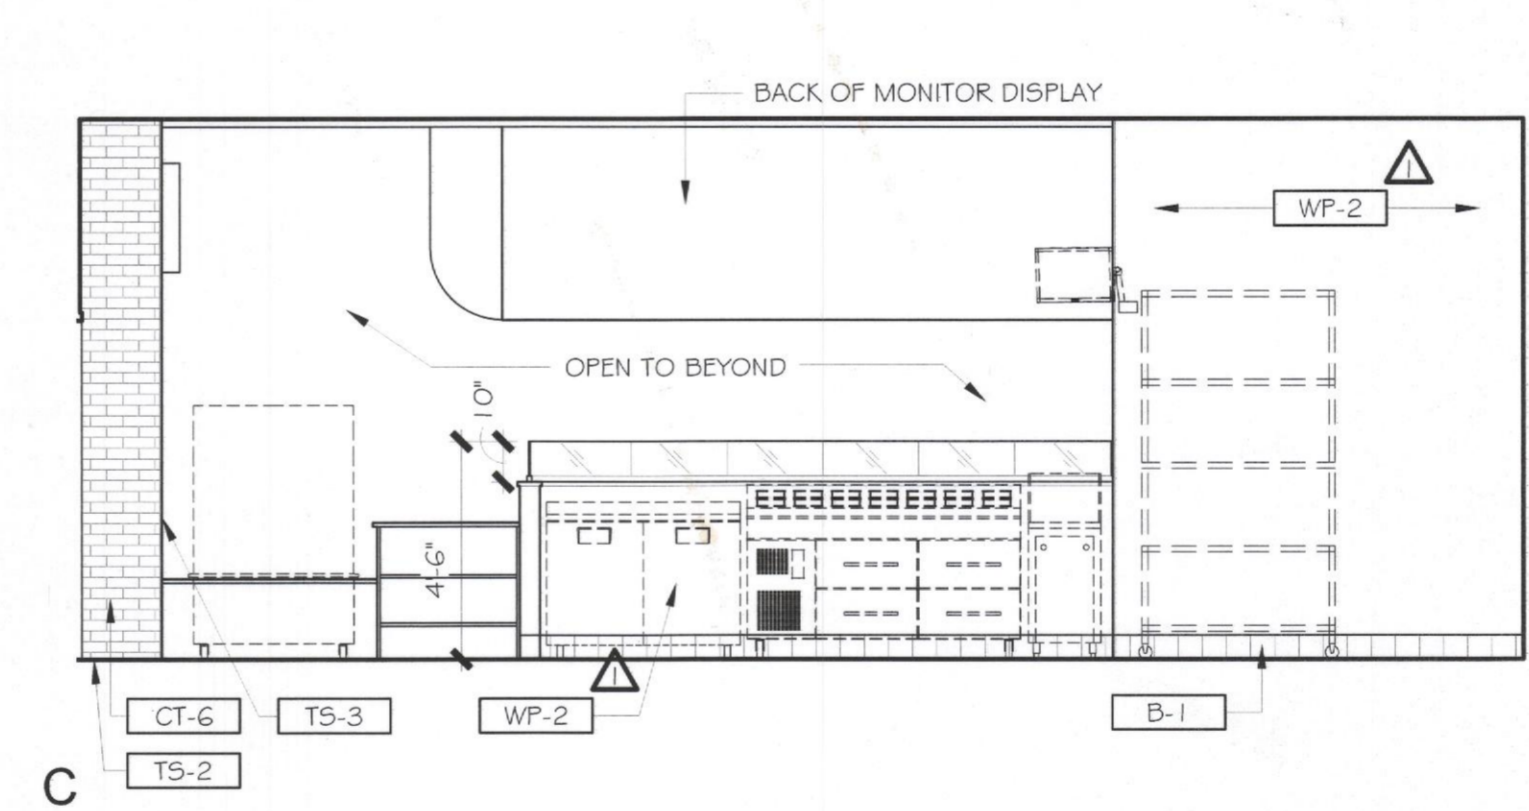 BACK OF MONITOR DISPLAY
1
WP-2
OPEN TO BEYOND
10"
4'-6"
1
CT-6
TS-3
WP-2
B-1
TS-2
C